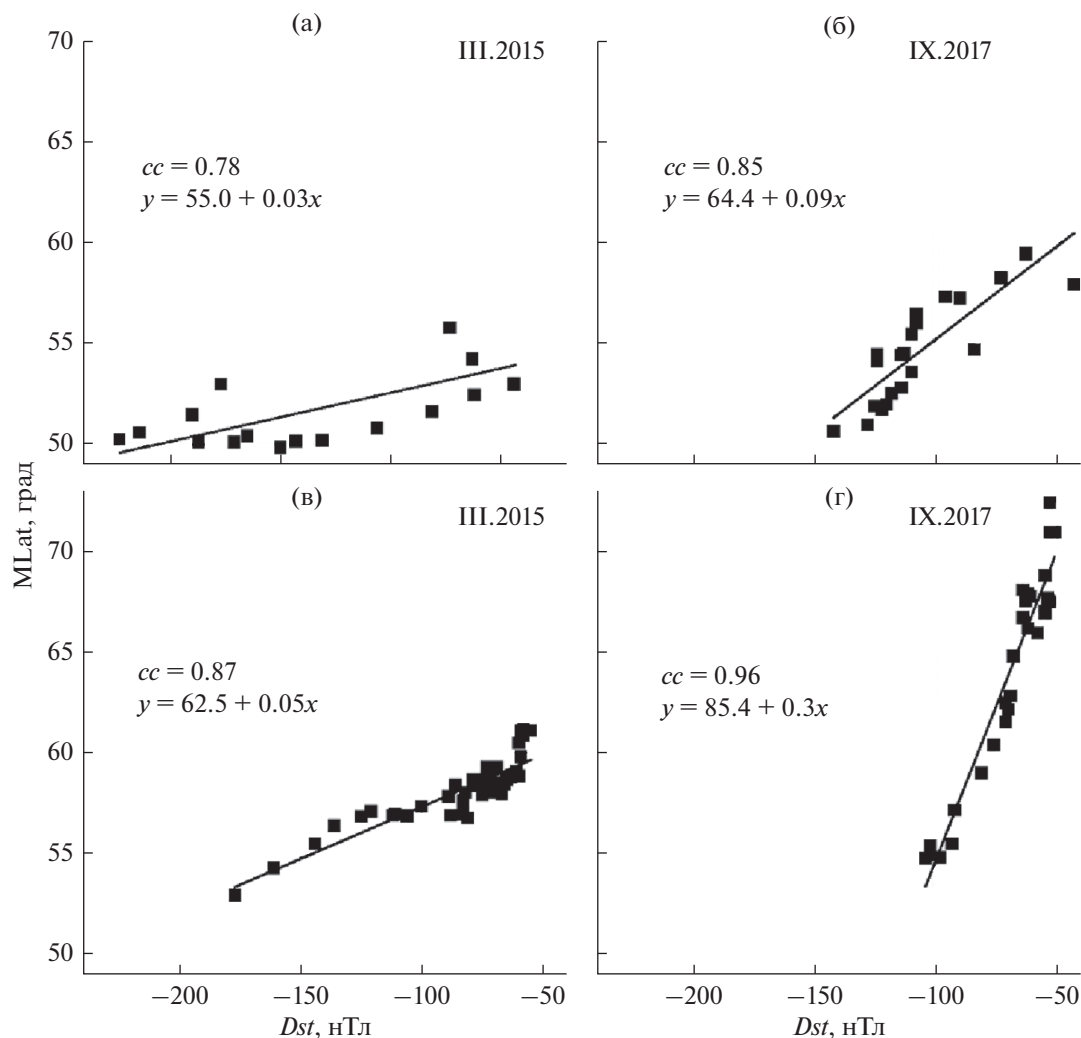 (а)
III.2015
70
65
60
55
50
cc = 0.78
y = 55.0 + 0.03x
(б)
IX.2017
cc = 0.85
y = 64.4 + 0.09x
MLat, град
(в)
III.2015
70
65
60
55
50
cc = 0.87
y = 62.5 + 0.05x
−200 −150 −100 −50
Dst, нТл
(г)
IX.2017
cc = 0.96
y = 85.4 + 0.3x
−200 −150 −100 −50
Dst, нТл